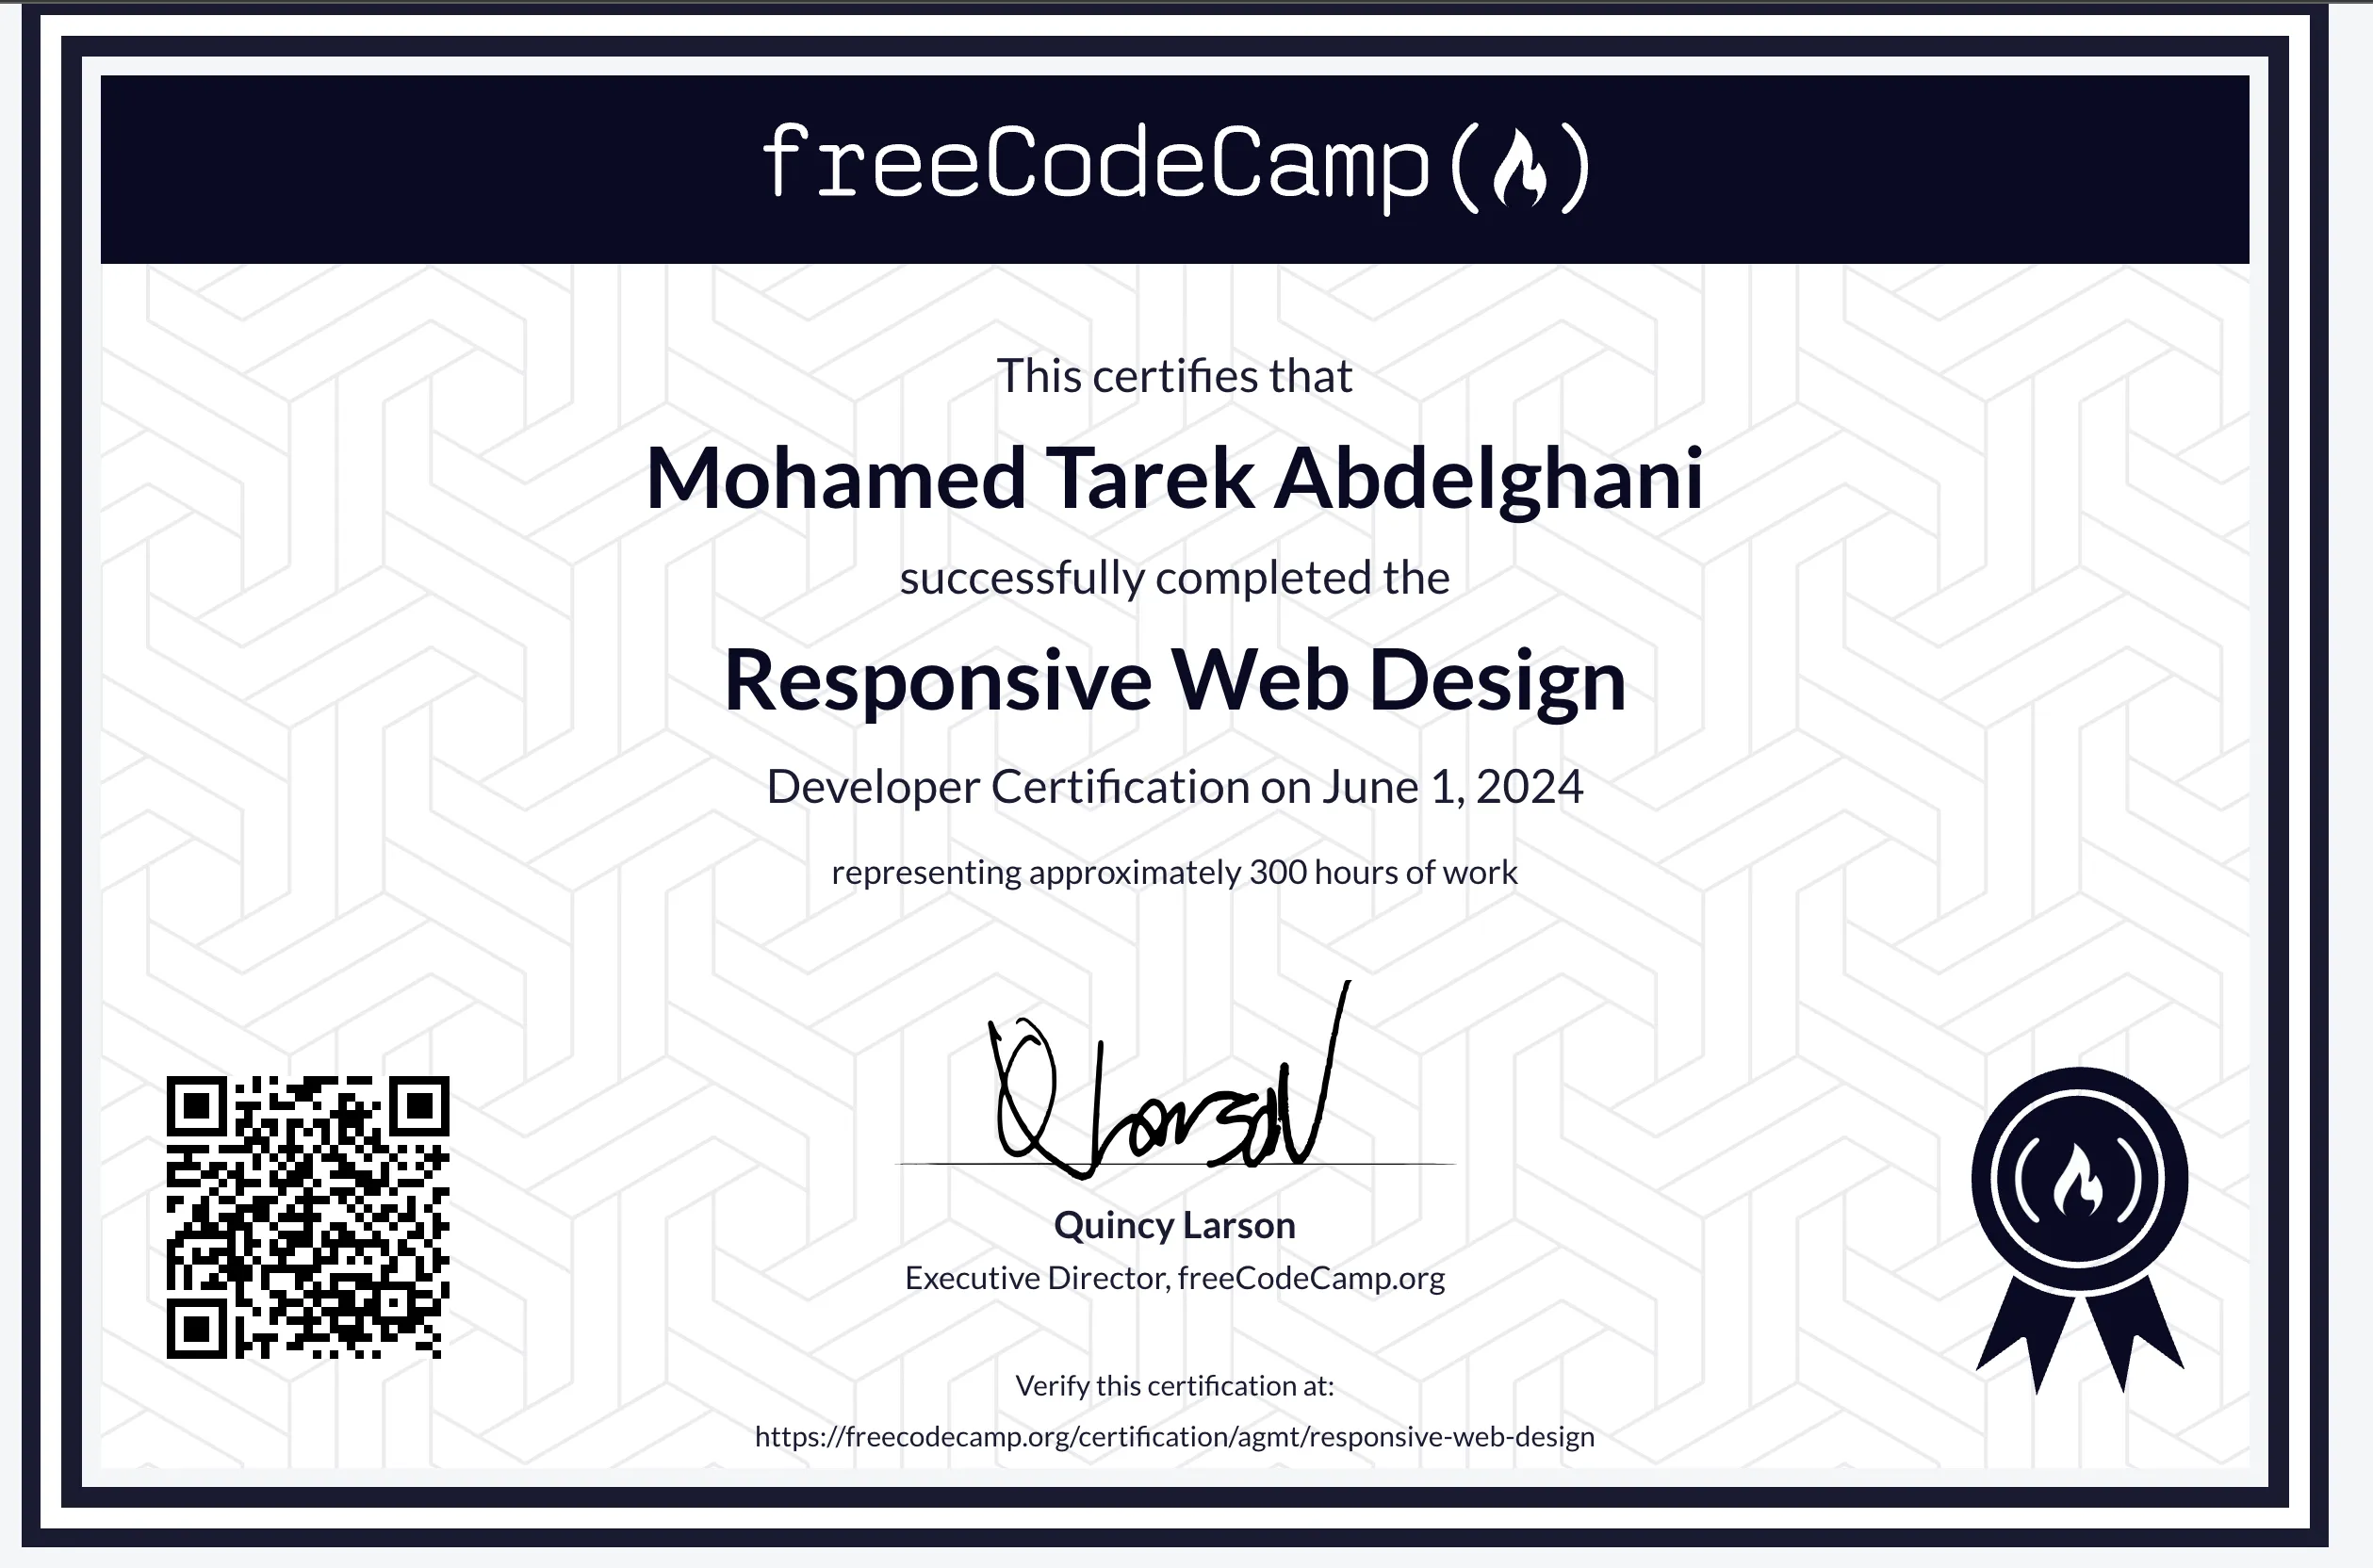 freeCodeCamp
This certifies that
Mohamed Tarek Abdelghani
successfully completed the
Responsive Web Design
Developer Certification on June 1, 2024
representing approximately 300 hours of work
Quincy Larson
Executive Director, freeCodeCamp.org
Verify this certification at:
https://freecodecamp.org/certification/agmt/responsive-web-design